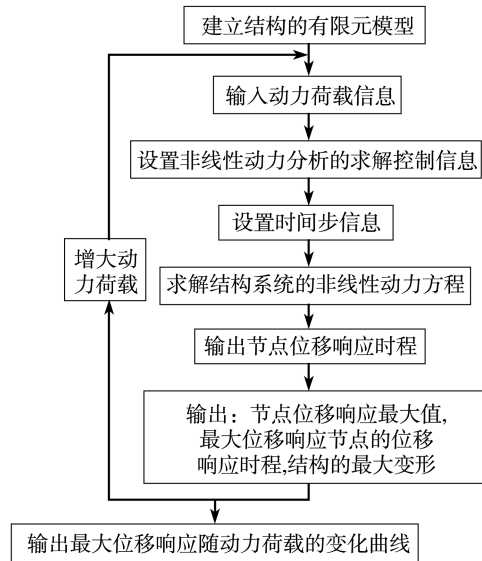 建立结构的有限元模型
输入动力荷载信息
设置非线性动力分析的求解控制信息
设置时间步信息
增大动
力荷载
求解结构系统的非线性动力方程
输出节点位移响应时程
输出：节点位移响应最大值,
最大位移响应节点的位移
响应时程,结构的最大变形
输出最大位移响应随动力荷载的变化曲线